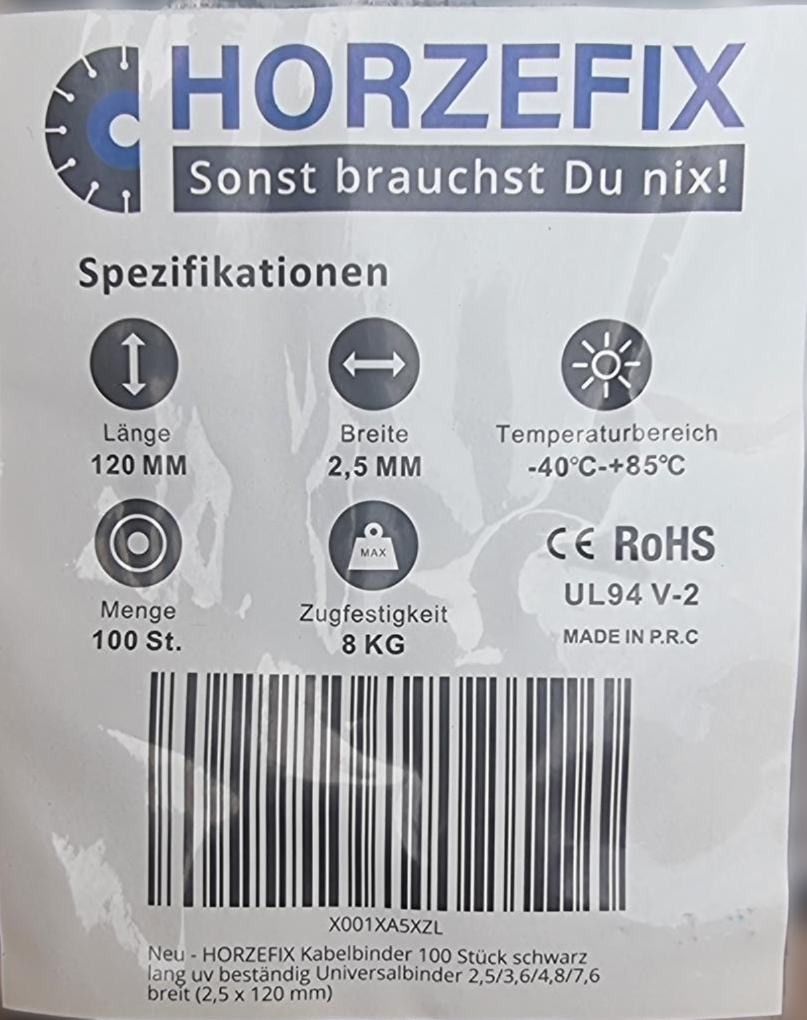 HORZEFIX
Sonst brauchst Du nix!
Spezifikationen
Länge
120 MM
Breite
2,5 MM
Temperaturbereich
-40℃-+85℃
Menge
100 St.
MAX
Zugfestigkeit
8 KG
CE RoHS
UL94 V-2
MADE IN P.R.C
X001XA5XZL
Neu - HORZEFIX Kabelbinder 100 Stück schwarz
lang uv beständig Universalbinder 2,5/3,6/4,8/7,6
breit (2,5 x 120 mm)